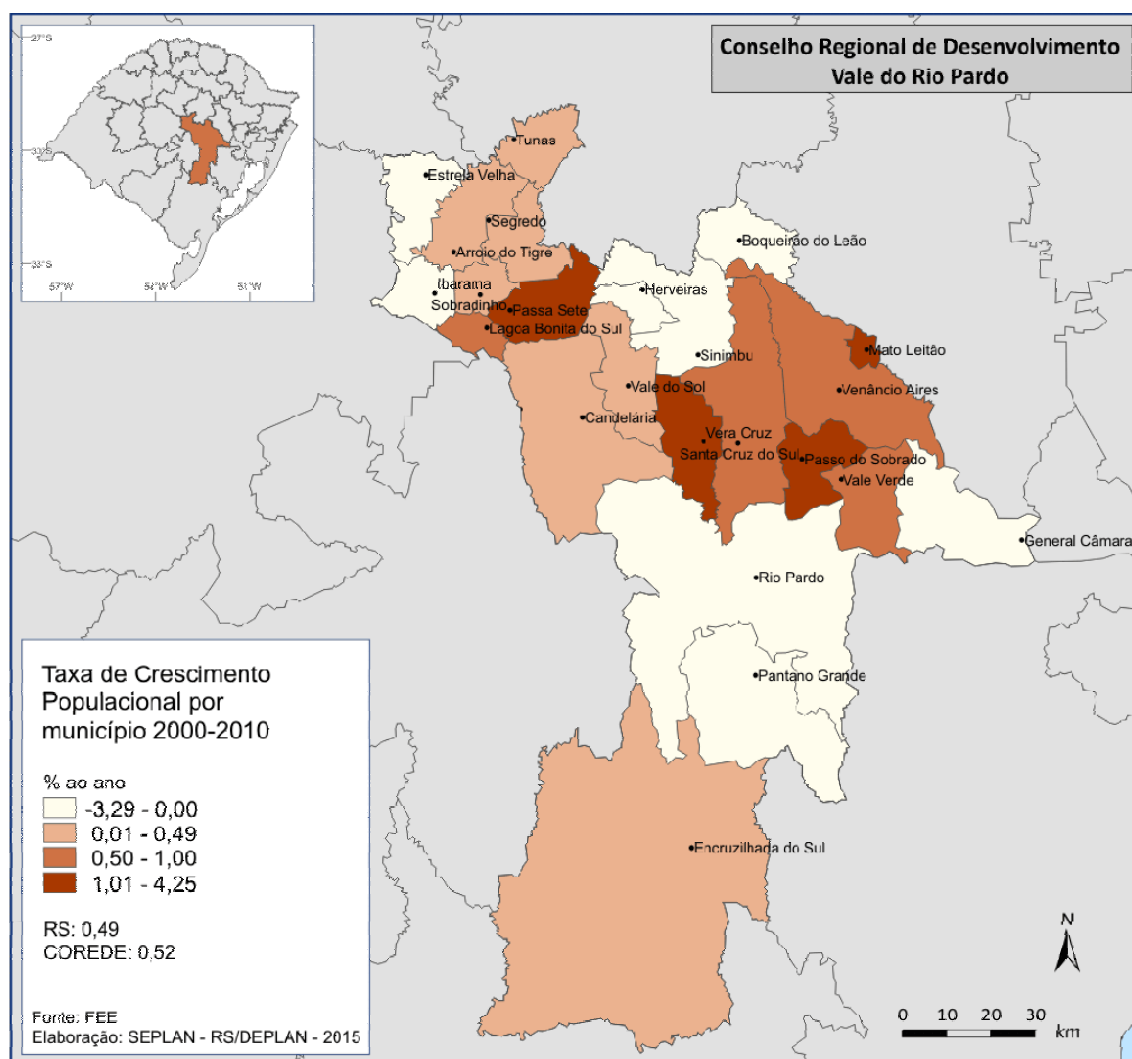 Conselho Regional de Desenvolvimento
Vale do Rio Pardo
27°S
30°S
33°S
57°W
54°W
51°W
Tunas
Estrela Velha
Segredo
Boqueirão do Leão
Arroio do Tigre
Ibarama
Herveiras
Sobradinho
Passa Sete
Lagoa Bonita do Sul
Mato Leitão
Sinimbu
Vale do Sol
Venâncio Aires
Candelária
Vera Cruz
Santa Cruz do Sul
Passo do Sobrado
Vale Verde
General Câmara
Rio Pardo
Pantano Grande
Encruzilhada do Sul
Taxa de Crescimento
Populacional por
município 2000-2010
% ao ano
-3,29 - 0,00
0,01 - 0,49
0,50 - 1,00
1,01 - 4,25
RS: 0,49
COREDE: 0,52
Fonte: FEE
Elaboração: SEPLAN - RS/DEPLAN - 2015
N
0 10 20 30
km